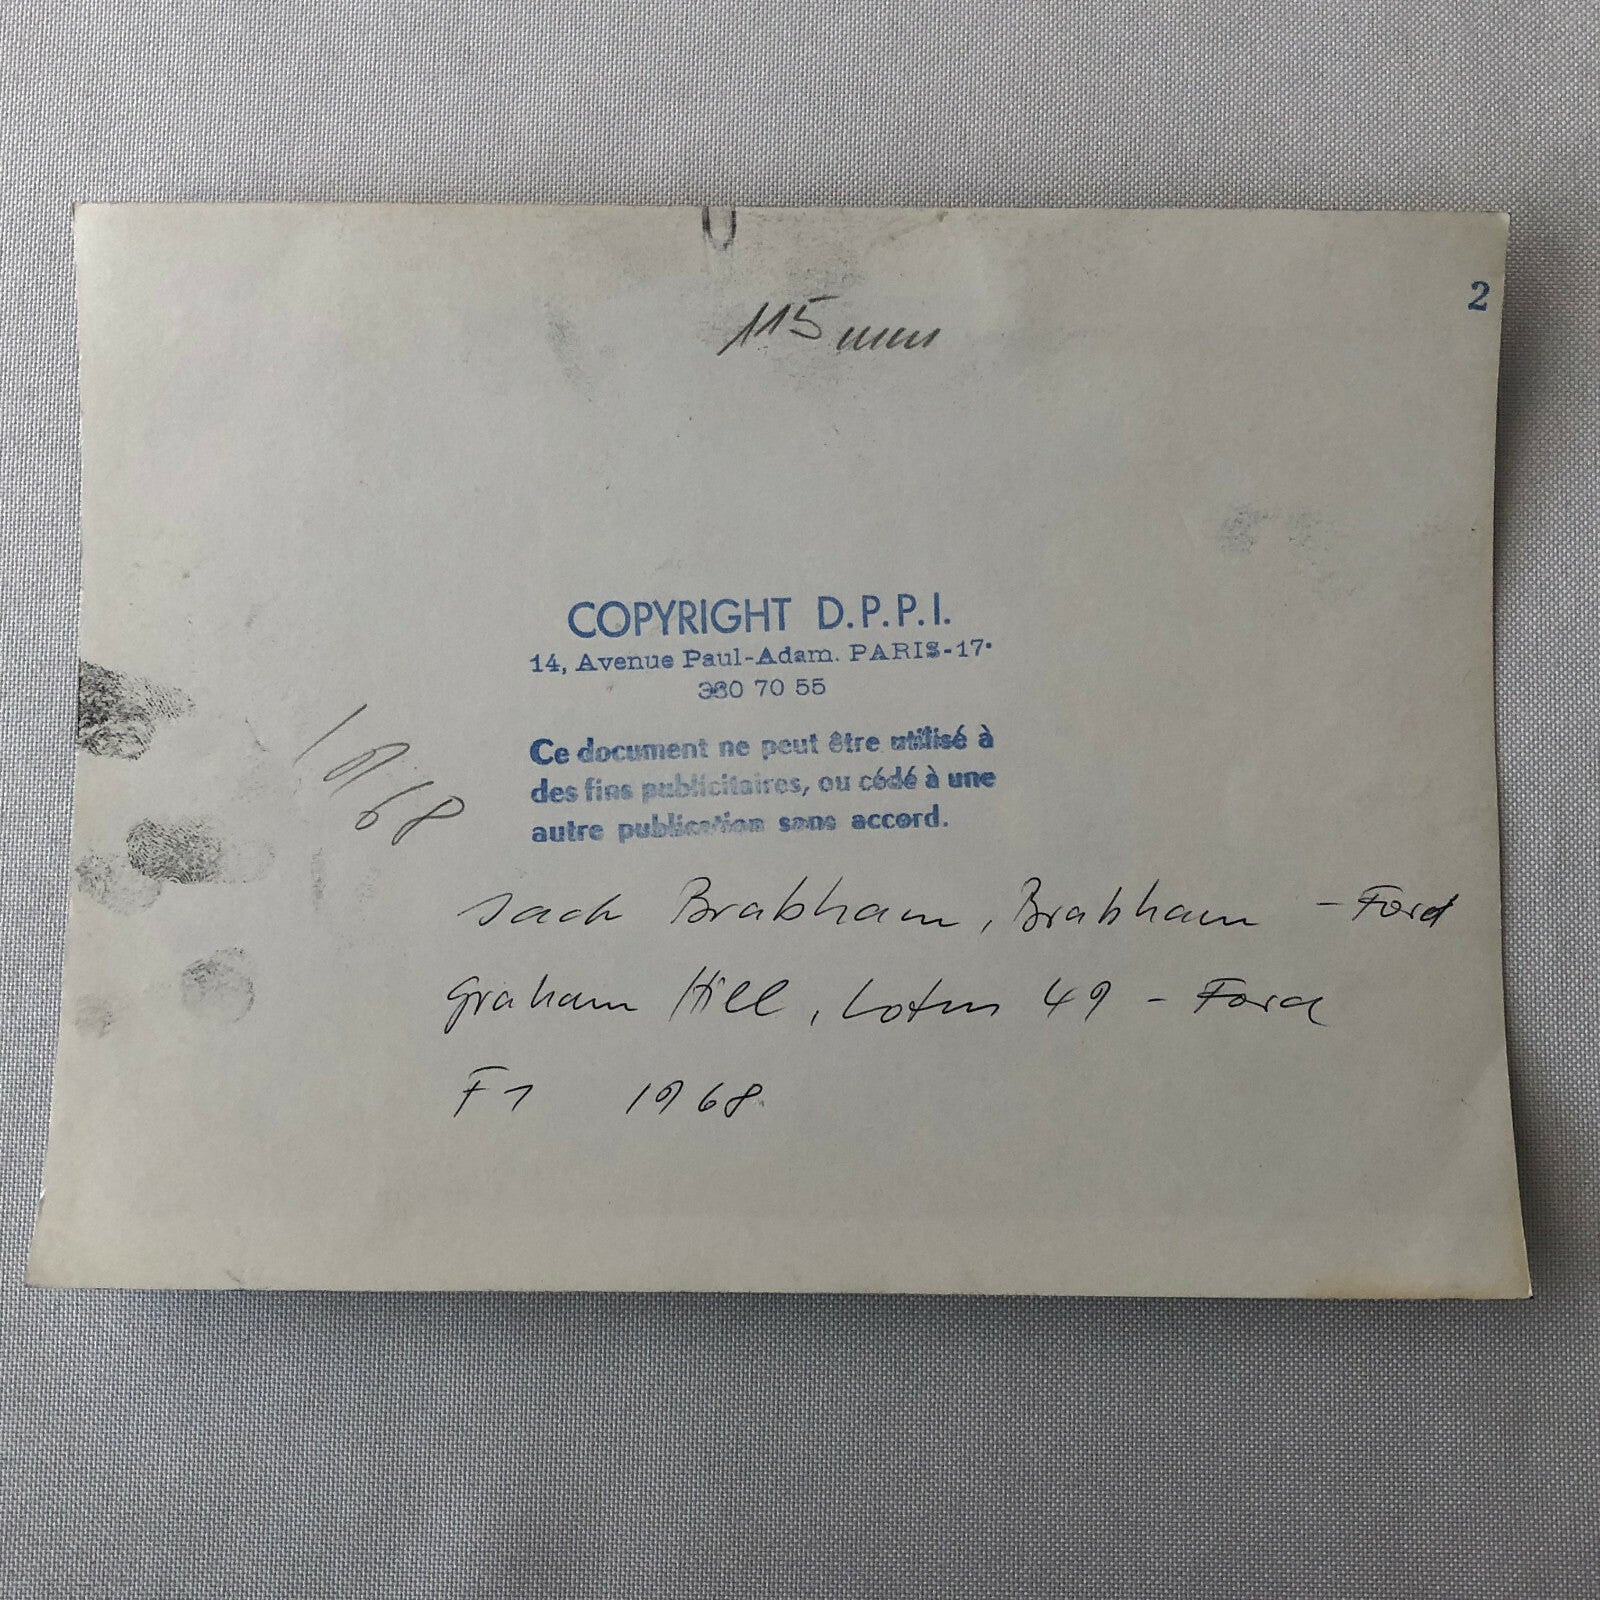 115 mm
2
COPYRIGHT D.P.P.I.
14, Avenue Paul-Adam. PARIS-17•
380 70 55
Ce document ne peut être utilisé à
des fins publicitaires, ou cédé à une
autre publication sans accord.
1968
Jack Brabham, Brabham - Ford
Graham Hill, Lotus 49 - Ford
F1 1968